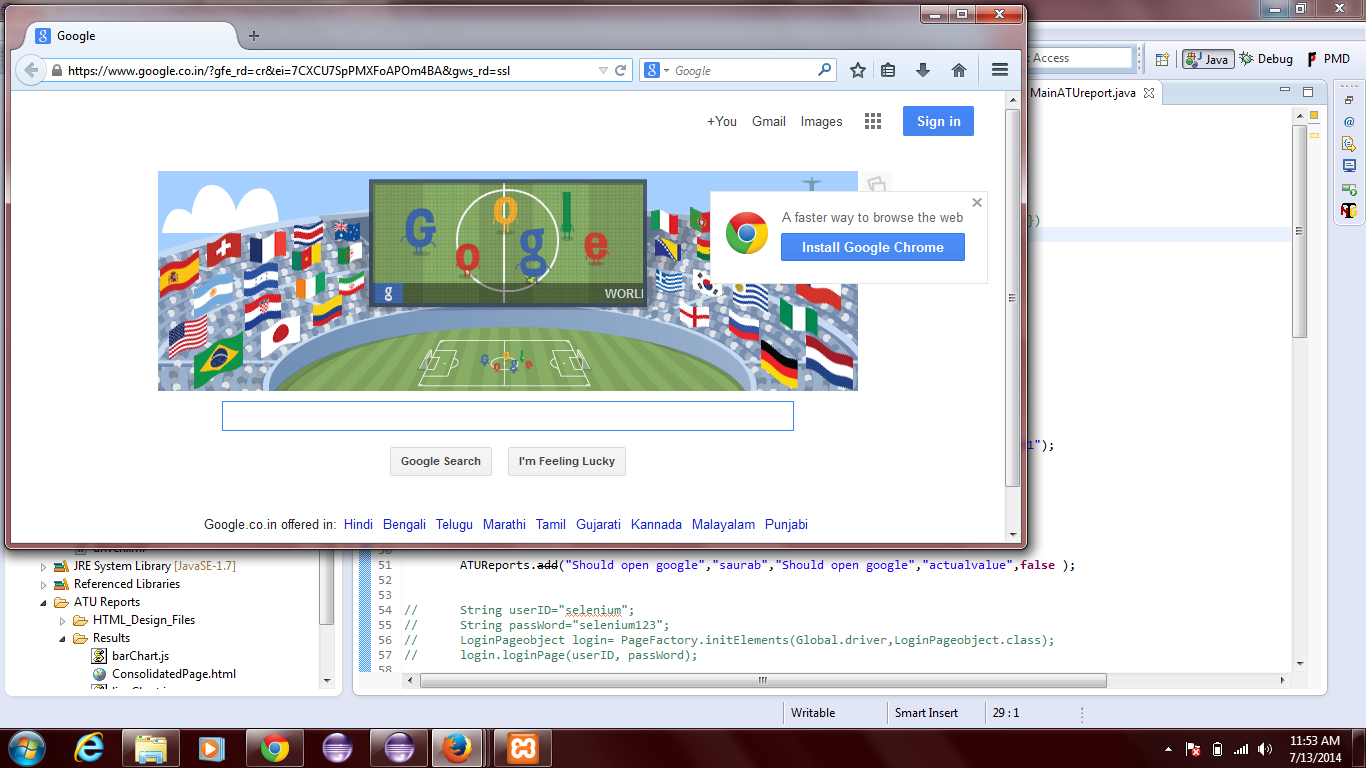 Google
https://www.google.co.in/?gfe_rd=cr&ei=7CXCU7SpPMXFoAPOm4BA&gws_rd=ssl
Google
Access
Java
Debug
PMD
MainATUreport.java
+You Gmail Images Sign in
Google
g WORL
A faster way to browse the web
Install Google Chrome
Google
Google Search I'm Feeling Lucky
Google.co.in offered in: Hindi Bengali Telugu Marathi Tamil Gujarati Kannada Malayalam Punjabi
})
1");
JRE System Library [JavaSE-1.7]
Referenced Libraries
ATU Reports
HTML_Design_Files
Results
barChart.js
ConsolidatedPage.html
51 ATUReports.add("Should open google","saurab","Should open google","actualvalue",false );
52
53
54 // String userID="selenium";
55 // String passWord="selenium123";
56 // LoginPageobject login= PageFactory.initElements(Global.driver,LoginPageobject.class);
57 // login.loginPage(userID, passWord);
58
Writable Smart Insert 29 : 1
11:53 AM
7/13/2014